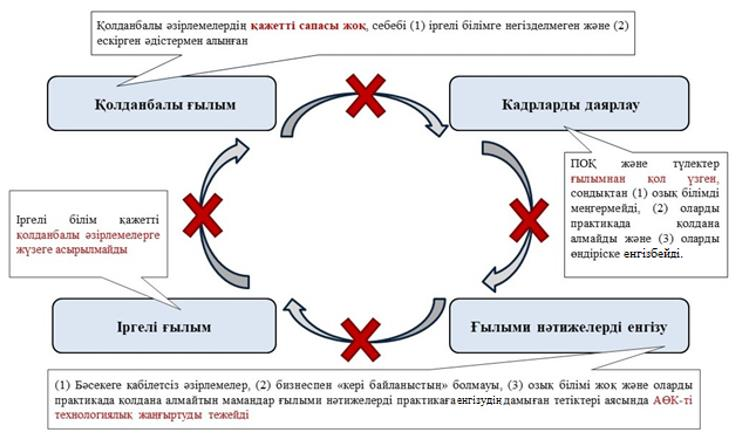 Қолданбалы әзірлемелердің қажетті сапасы жоқ, себебі (1) іргелі білімге негізделмеген және (2)
ескірген әдістермен алынған
Қолданбалы ғылым
Кадрларды даярлау
ПОҚ және түлектер
ғылымнан қол үзген,
сондықтан (1) озық білімді
меңгермейді, (2) оларды
практикада қолдана
алмайды және (3) оларды
өндіріске енгізбейді.
Іргелі білім қажетті
қолданбалы әзірлемелерге
жүзеге асырылмайды
Іргелі ғылым
Ғылыми нәтижелерді енгізу
(1) Бәсекеге қабілетсіз әзірлемелер, (2) бизнеспен «кері байланыстың» болмауы, (3) озық білімі жоқ және оларды
практикада қолдана алмайтын мамандар ғылыми нәтижелерді практикаға енгізудің дамыған тетіктері аясында АӨК-ті
технологиялық жаңғыртуды тежейді